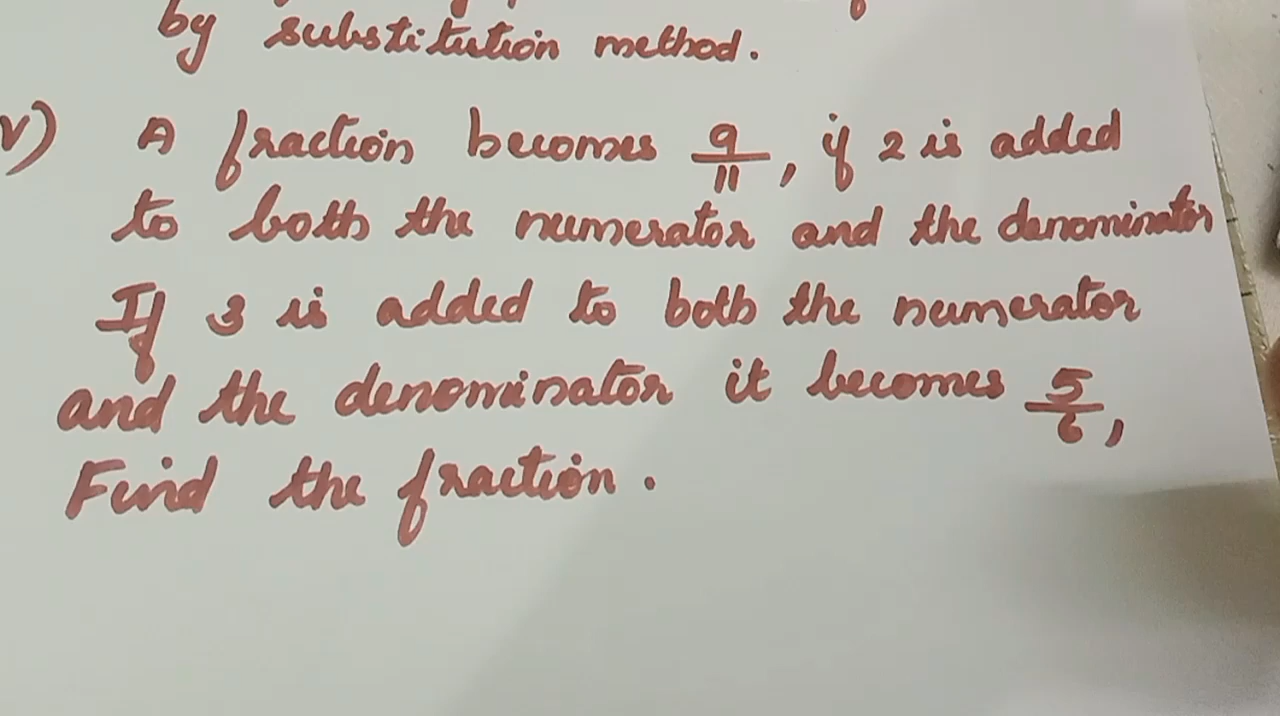 by substitution method.
V) A fraction becomes 9/11, if 2 is added
to both the numerator and the denominator
If 3 is added to both the numerator
and the denominator it becomes 5/6,
Find the fraction.